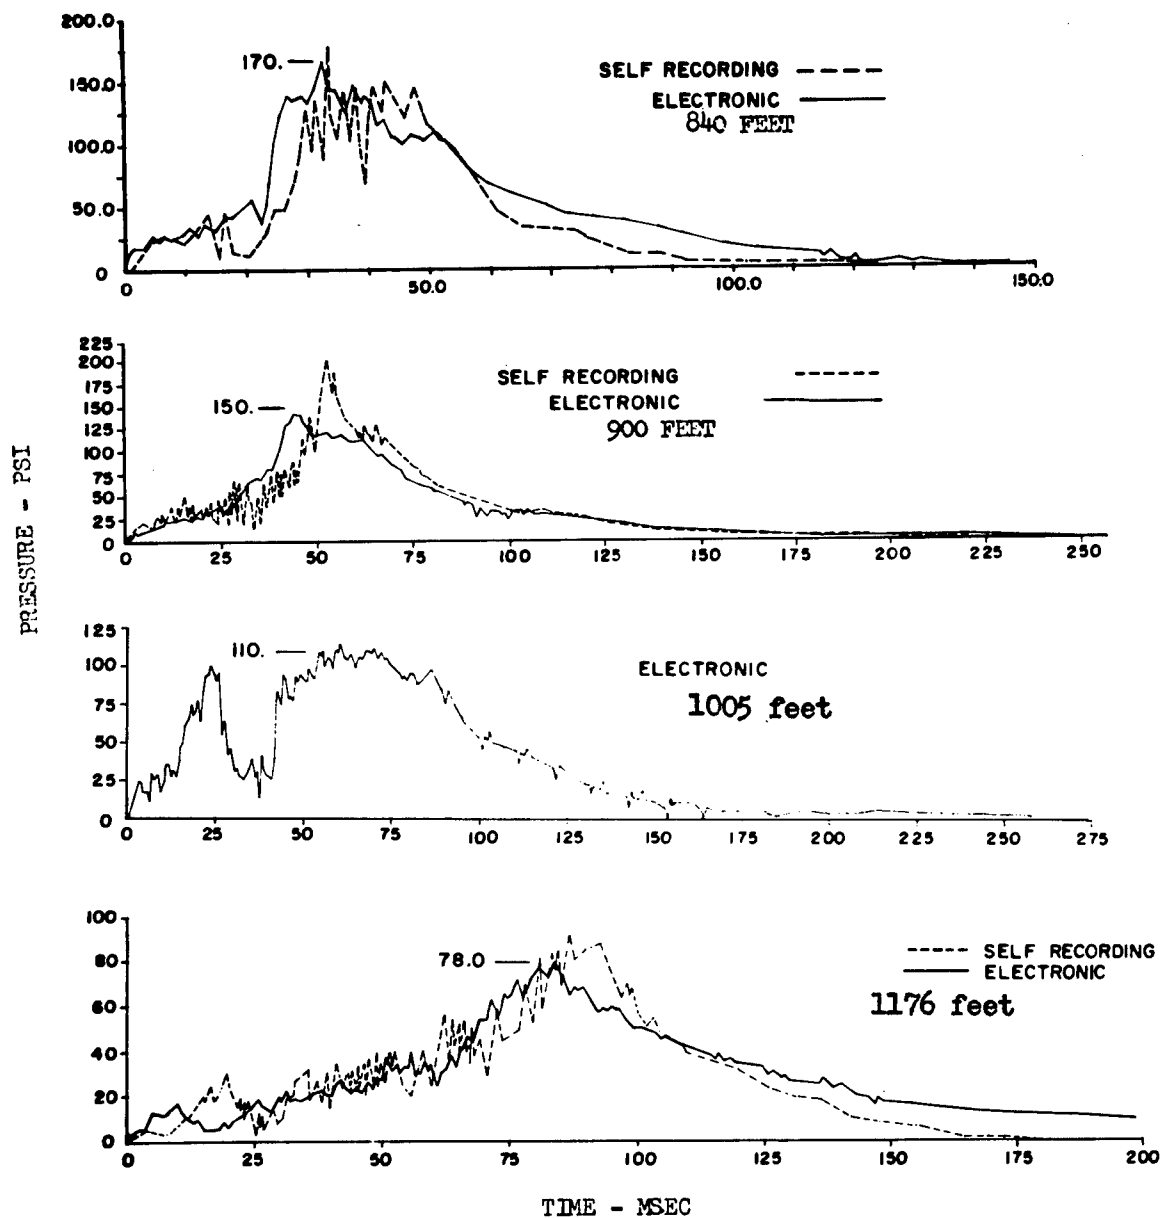 200.0
170.
SELF RECORDING
150.0
ELECTRONIC
840 FEET
100.0
50.0
0
0 50.0 100.0 150.0
225
200
SELF RECORDING
175
150.
150
ELECTRONIC
125
900 FEET
100
75
50
25
0
0 25 50 75 100 125 150 175 200 225 250
PRESSURE - PSI
125
110.
100
ELECTRONIC
75
1005 feet
50
25
0
0 25 50 75 100 125 150 175 200 225 250 275
100
78.0
SELF RECORDING
80
ELECTRONIC
1176 feet
60
40
20
0
0 25 50 75 100 125 150 175 200
TIME - MSEC